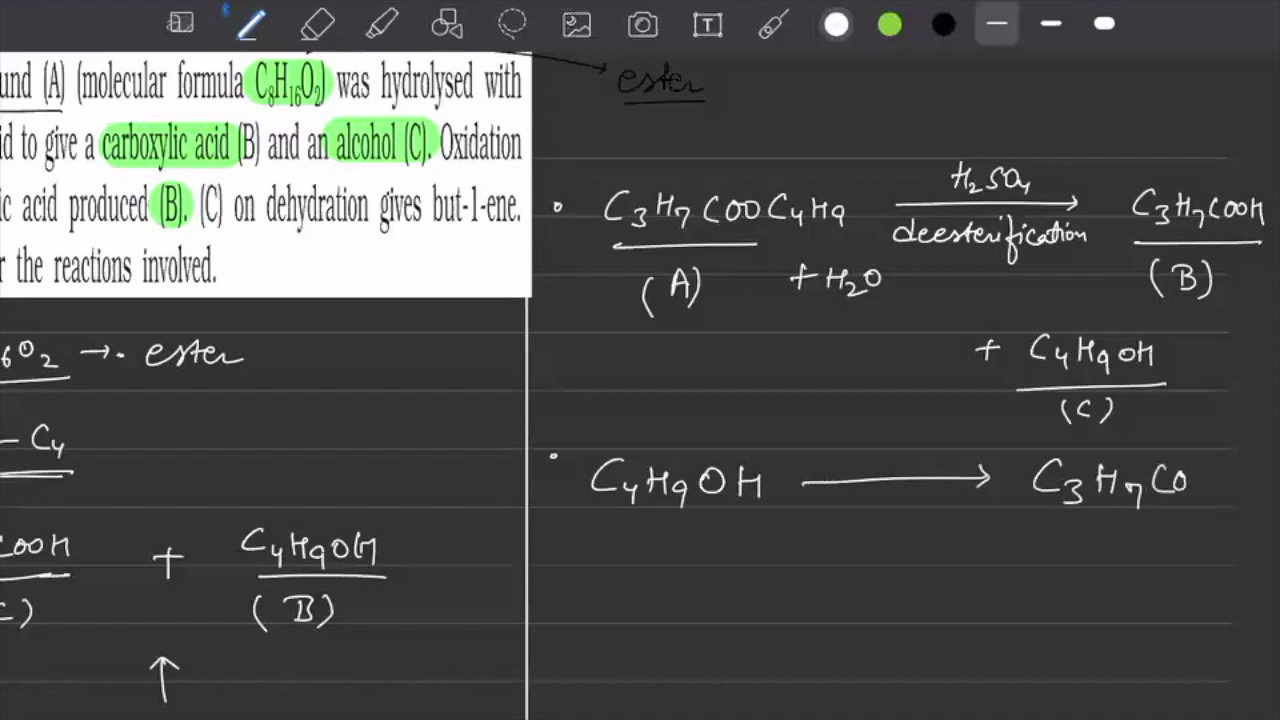 und (A) (molecular formula C₈H₁₆O₂) was hydrolysed with
id to give a carboxylic acid (B) and an alcohol (C). Oxidation
ic acid produced (B). (C) on dehydration gives but-1-ene.
r the reactions involved.
6O₂ → ester
– C₄
COOH + C₄H₉OH
C) (B)
↑
ester
• C₃H₇COOC₄H₉ + H₂O H₂SO₄ → deesterification C₃H₇COOH
(A) (B)
+ C₄H₉OH
(C)
• C₄H₉OH → C₃H₇CO
T